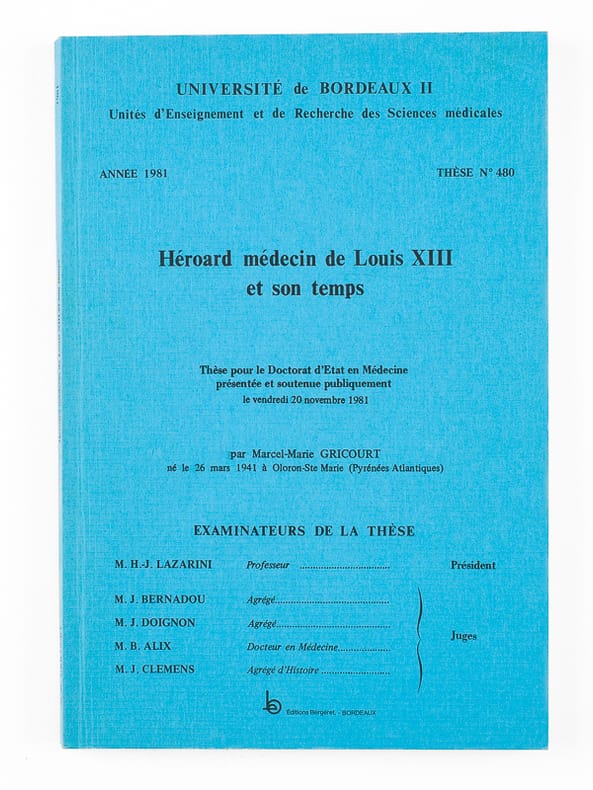 UNIVERSITÉ de BORDEAUX II
Unités d'Enseignement et de Recherche des Sciences médicales
ANNÉE 1981 THÈSE N° 480
Héroard médecin de Louis XIII
et son temps
Thèse pour le Doctorat d'Etat en Médecine
présentée et soutenue publiquement
le vendredi 20 novembre 1981
par Marcel-Marie GRICOURT
né le 26 mars 1941 à Oloron-Ste Marie (Pyrénées Atlantiques)
EXAMINATEURS DE LA THÈSE
M. H.-J. LAZARINI Professeur ................................. Président
M. J. BERNADOU Agrégé..........................................
M. J. DOIGNON Agrégé..........................................
Juges
M. B. ALIX Docteur en Médecine...................
M. J. CLEMENS Agrégé d'Histoire .........................
Éditions Bergeret. - BORDEAUX